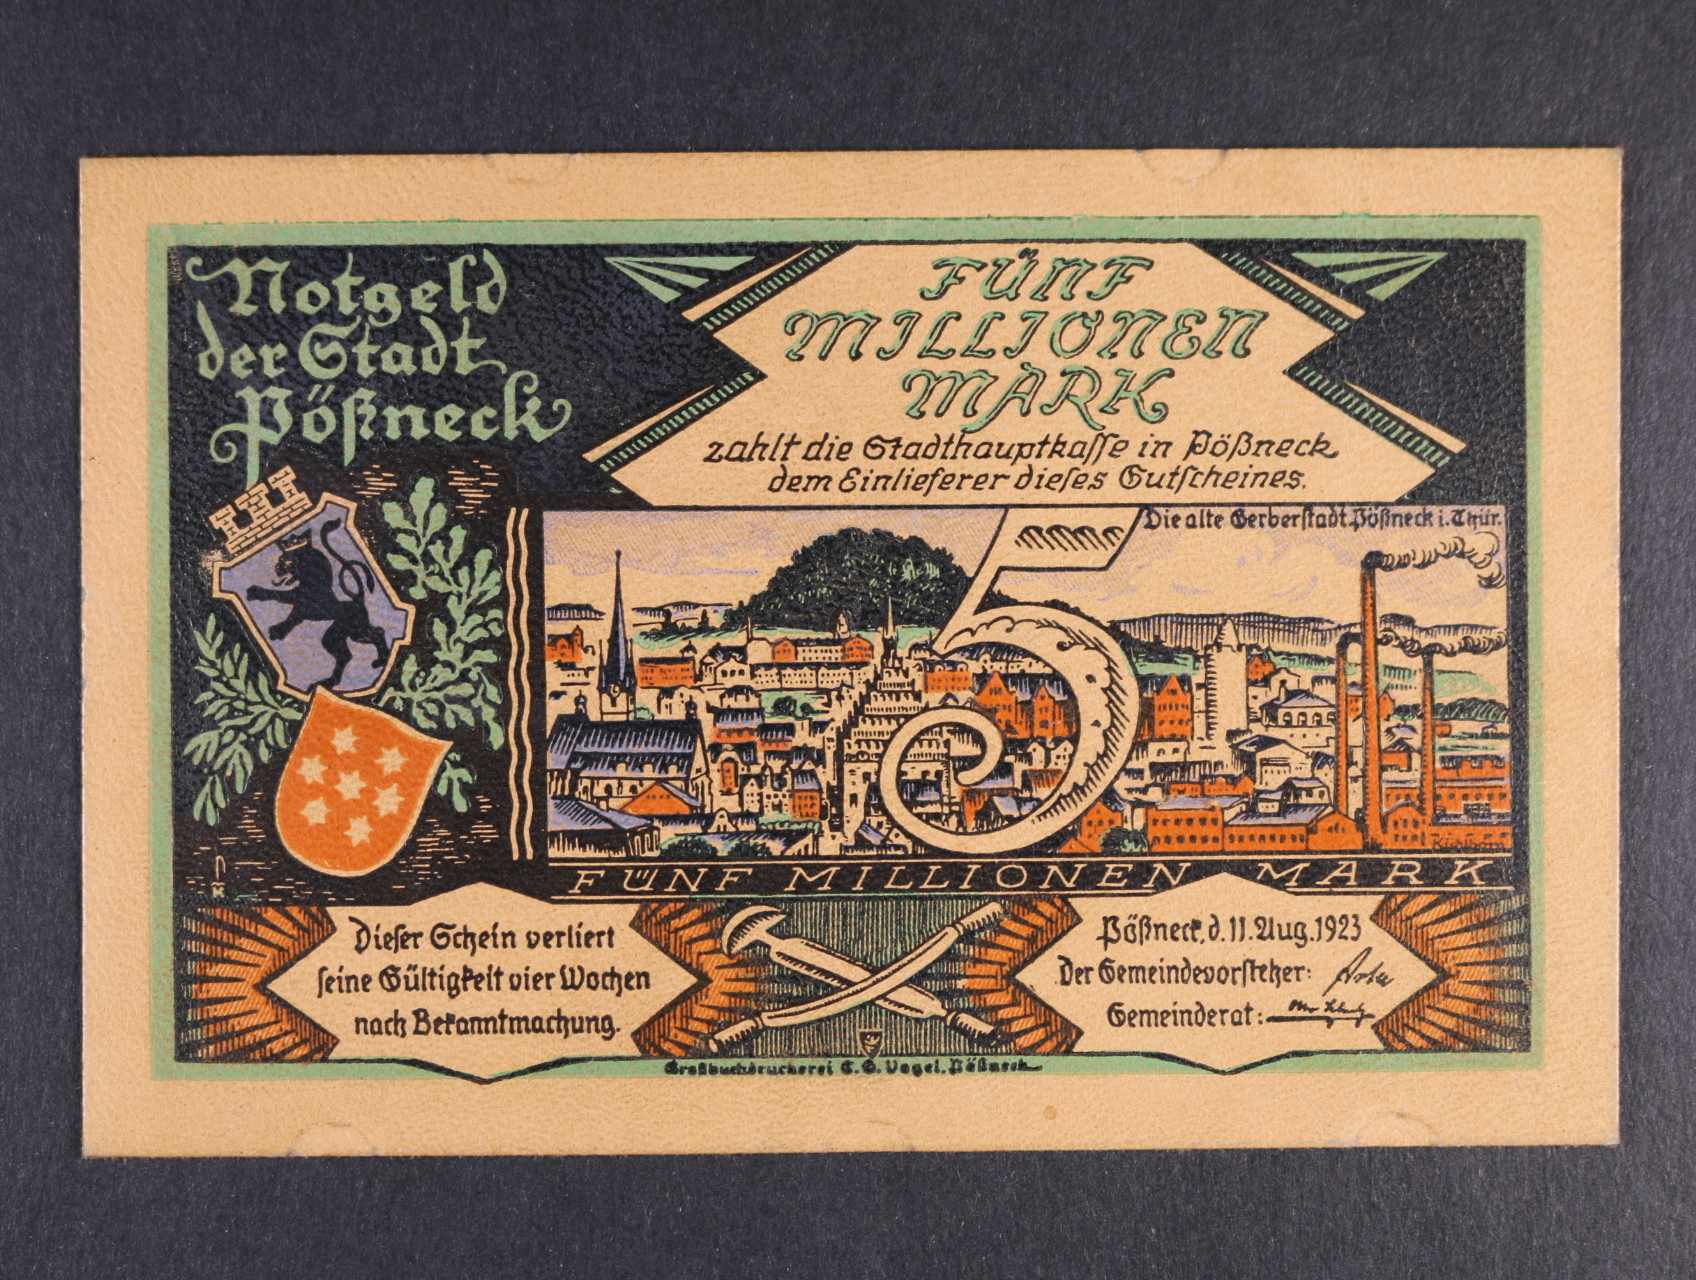 Notgeld
der Stadt
Pößneck
FÜNF
MILLIONEN
MARK
zahlt die Stadthauptkaſſe in Pößneck
dem Einlieferer dieſes Gutſcheines.
5
Die alte Gerberſtadt Pößneck i. Thür.
FÜNF MILLIONEN MARK
Dieſer Schein verliert
ſeine Gültigkeit vier Wochen
nach Bekanntmachung.
Pößneck, d. 11. Aug. 1923
Der Gemeindevorſteher:
Gemeinderat:
Großbuchdruckerei C. G. Vogel, Pößneck